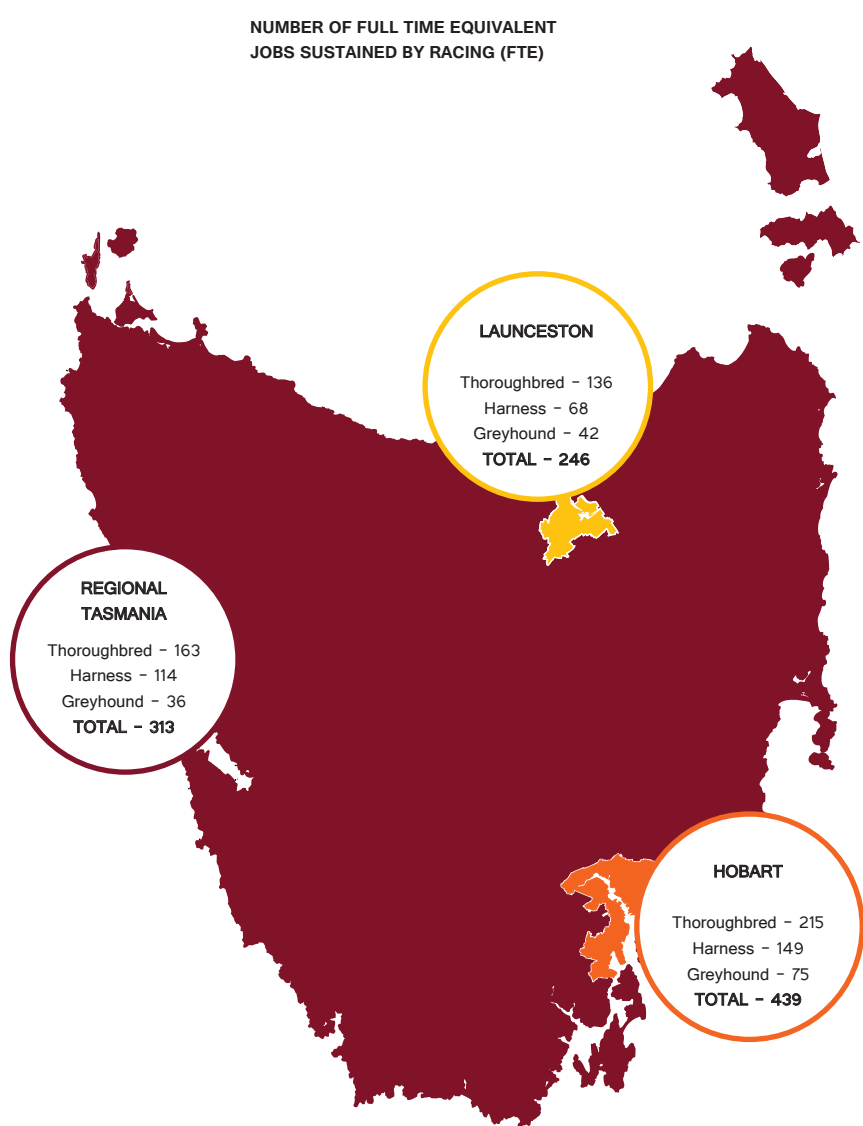 NUMBER OF FULL TIME EQUIVALENT
JOBS SUSTAINED BY RACING (FTE)
LAUNCESTON
Thoroughbred - 136
Harness - 68
Greyhound - 42
TOTAL - 246
REGIONAL
TASMANIA
Thoroughbred - 163
Harness - 114
Greyhound - 36
TOTAL - 313
HOBART
Thoroughbred - 215
Harness - 149
Greyhound - 75
TOTAL - 439